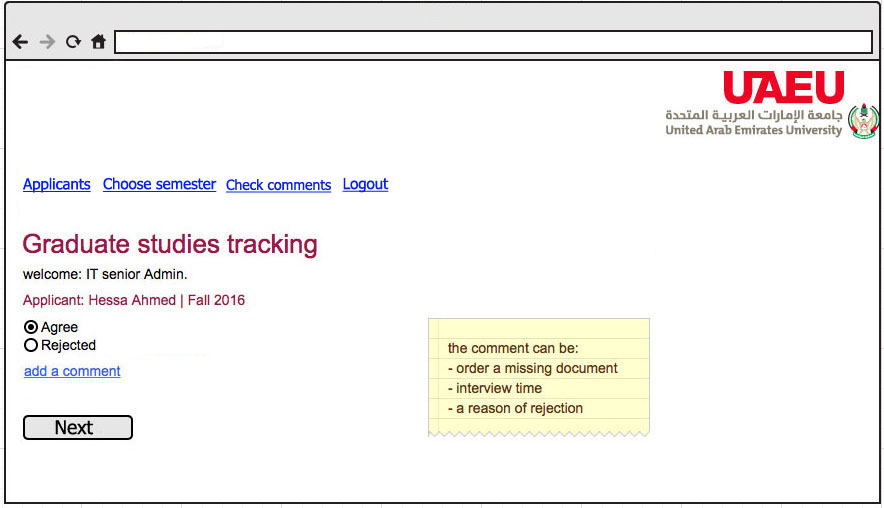 UAEU
جامعة الإمارات العربية المتحدة
United Arab Emirates University
Applicants Choose semester Check comments Logout
Graduate studies tracking
welcome: IT senior Admin.
Applicant: Hessa Ahmed | Fall 2016
Agree
Rejected
add a comment
the comment can be:
- order a missing document
- interview time
- a reason of rejection
Next